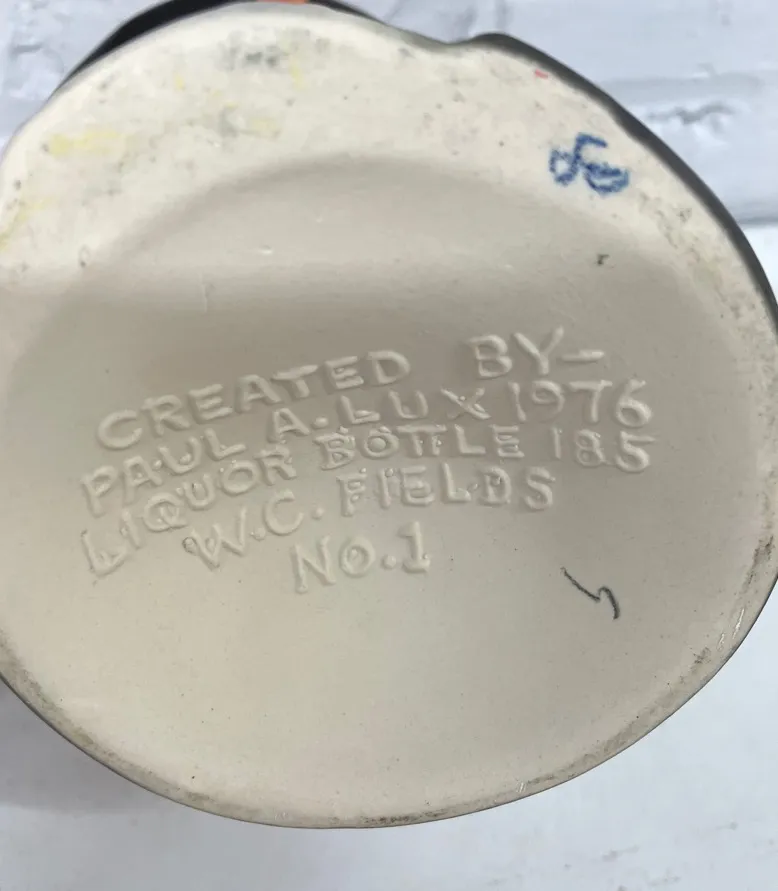 CREATED BY-
PAUL A. LUX 1976
LIQUOR BOTTLE 185
W.C. FIELDS
NO.1